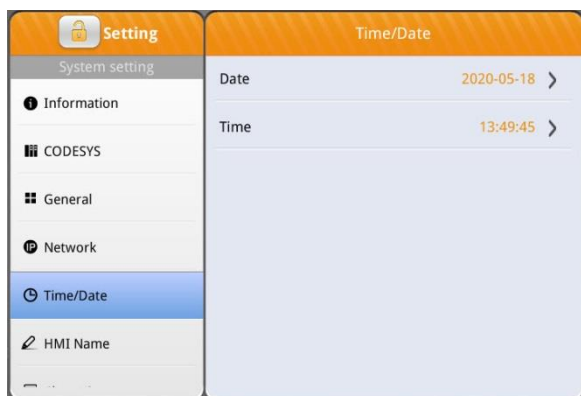 Setting
System setting
Information
CODESYS
General
IP Network
Time/Date
HMI Name
Time/Date
Date 2020-05-18
Time 13:49:45